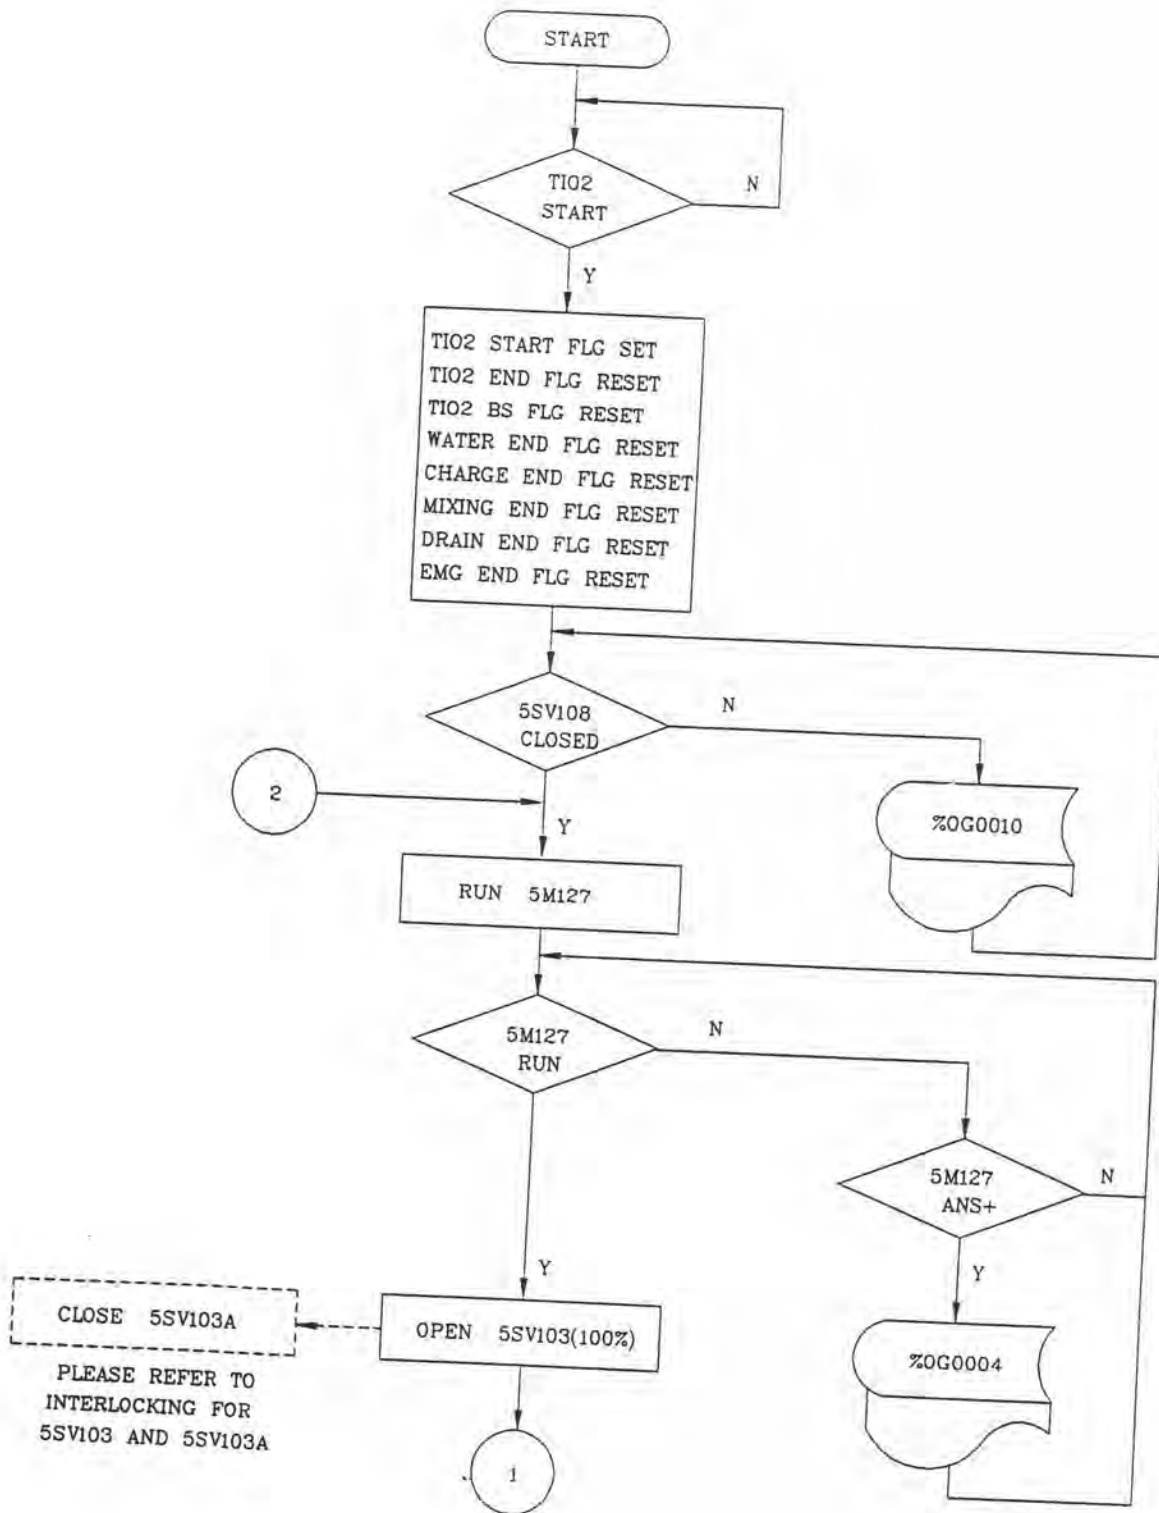 START
TIO2
START
N
Y
TIO2 START FLG SET
TIO2 END FLG RESET
TIO2 BS FLG RESET
WATER END FLG RESET
CHARGE END FLG RESET
MIXING END FLG RESET
DRAIN END FLG RESET
EMG END FLG RESET
5SV108
CLOSED
N
2
Y
%OG0010
RUN 5M127
5M127
RUN
N
5M127
ANS+
N
Y
Y
CLOSE 5SV103A
OPEN 5SV103(100%)
%OG0004
PLEASE REFER TO
INTERLOCKING FOR
5SV103 AND 5SV103A
1